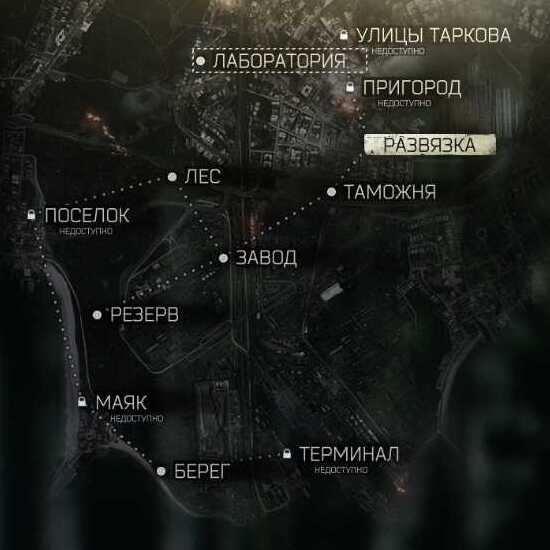 УЛИЦЫ ТАРКОВА
НЕДОСТУПНО
ЛАБОРАТОРИЯ
ПРИГОРОД
НЕДОСТУПНО
РАЗВЯЗКА
ЛЕС
ТАМОЖНЯ
ПОСЕЛОК
НЕДОСТУПНО
ЗАВОД
РЕЗЕРВ
МАЯК
НЕДОСТУПНО
ТЕРМИНАЛ
НЕДОСТУПНО
БЕРЕГ